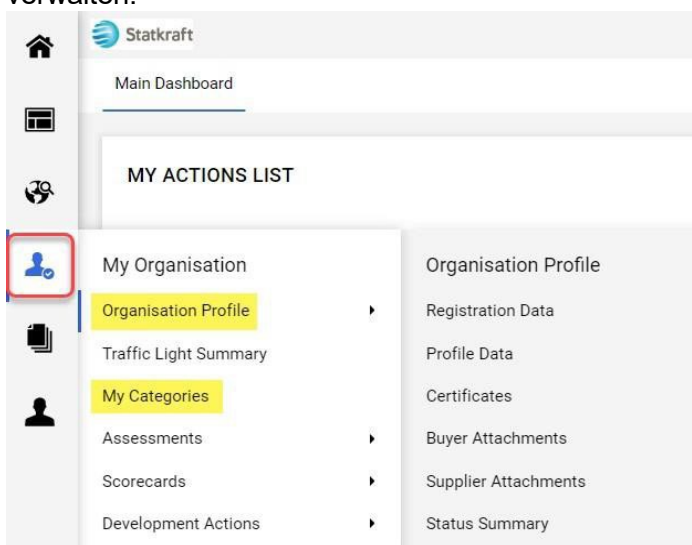 verwalten.
Statkraft
Main Dashboard
MY ACTIONS LIST
My Organisation
Organisation Profile
Traffic Light Summary
My Categories
Assessments
Scorecards
Development Actions
Organisation Profile
Registration Data
Profile Data
Certificates
Buyer Attachments
Supplier Attachments
Status Summary